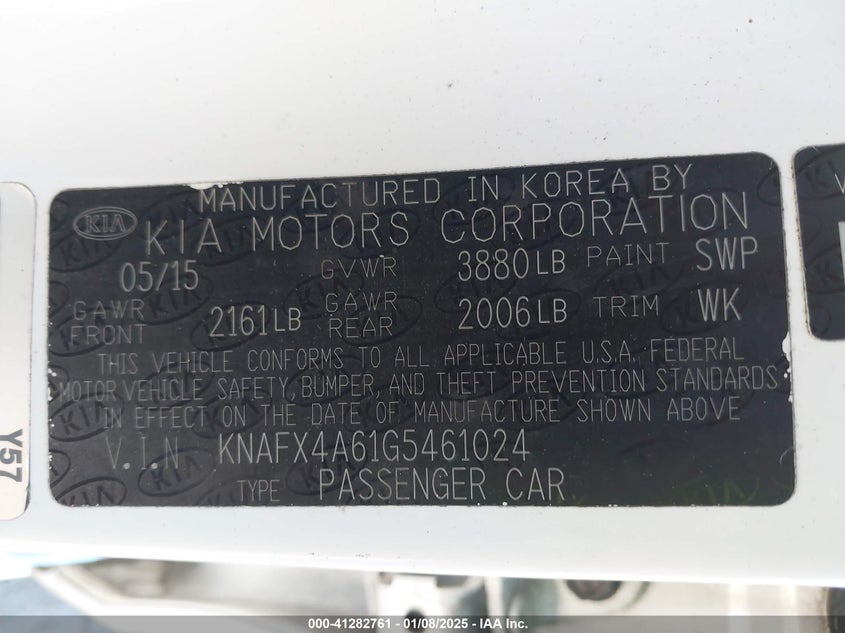 MANUFACTURED IN KOREA BY
KIA KIA MOTORS CORPORATION
05/15 GVWR 3880LB PAINT SWP
GAWR FRONT 2161LB GAWR REAR 2006LB TRIM WK
THIS VEHICLE CONFORMS TO ALL APPLICABLE U.S.A. FEDERAL
MOTOR VEHICLE SAFETY, BUMPER, AND THEFT PREVENTION STANDARDS
IN EFFECT ON THE DATE OF MANUFACTURE SHOWN ABOVE
V.I.N KNAFX4A61G5461024
TYPE PASSENGER CAR
Y57
000-41282761 - 01/08/2025 - IAA Inc.